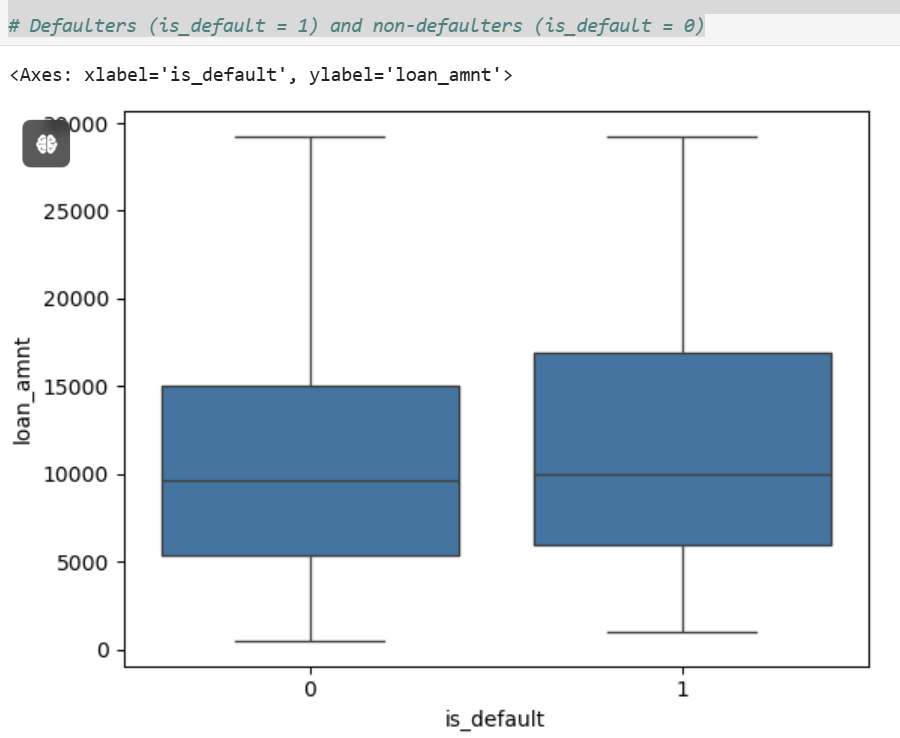 # Defaulters (is_default = 1) and non-defaulters (is_default = 0)
<Axes: xlabel='is_default', ylabel='loan_amnt'>
25000
20000
15000
10000
5000
0
loan_amnt
0 1
is_default